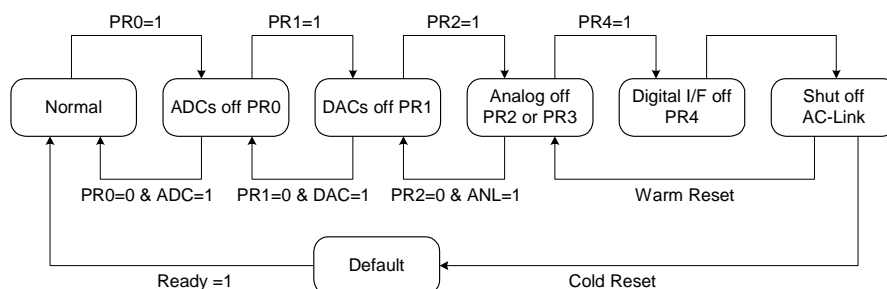 PR0=1
PR1=1
PR2=1
PR4=1
Normal
ADCs off PR0
DACs off PR1
Analog off
PR2 or PR3
Digital I/F off
PR4
Shut off
AC-Link
PR0=0 & ADC=1
PR1=0 & DAC=1
PR2=0 & ANL=1
Warm Reset
Default
Ready =1
Cold Reset